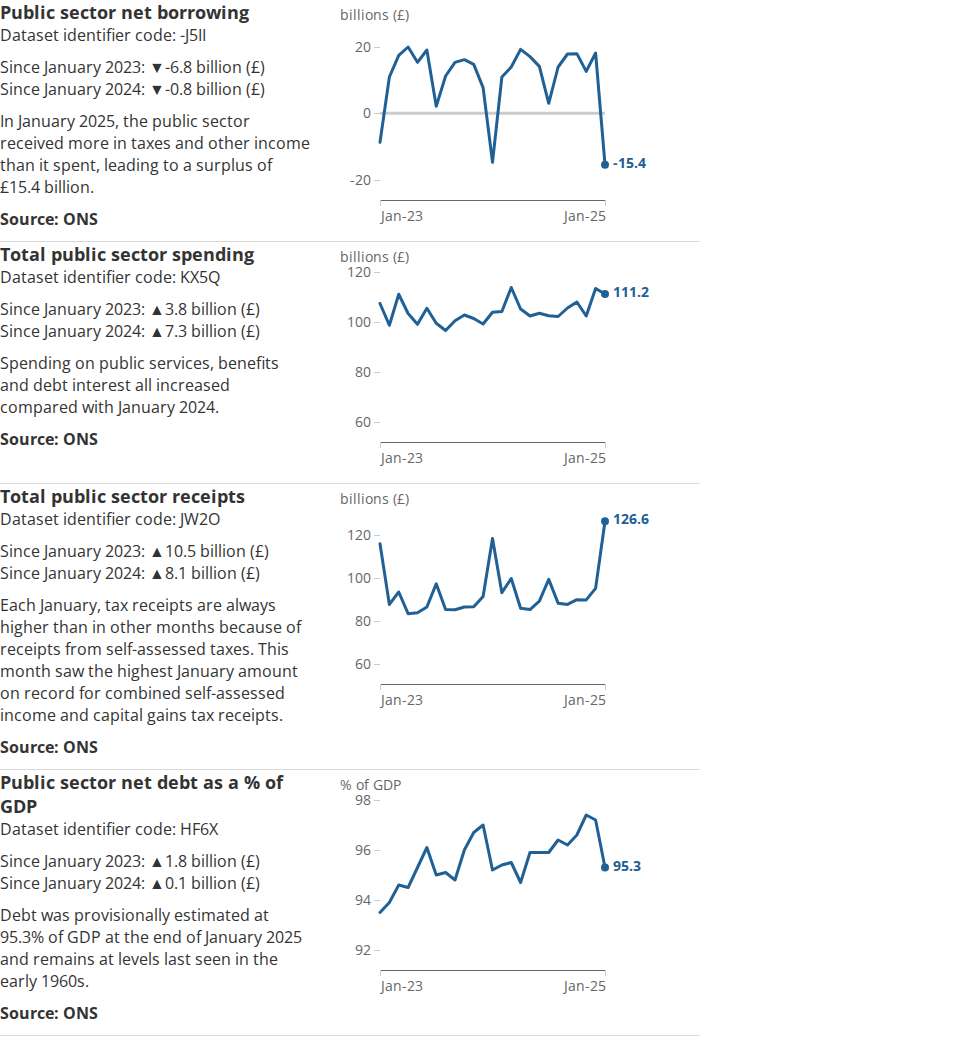 Public sector net borrowing
Dataset identifier code: -J5II
Since January 2023: ▼-6.8 billion (£)
Since January 2024: ▼-0.8 billion (£)
In January 2025, the public sector
received more in taxes and other income
than it spent, leading to a surplus of
£15.4 billion.
Source: ONS
billions (£)
20
0
-20
-15.4
Jan-23
Jan-25
Total public sector spending
Dataset identifier code: KX5Q
Since January 2023: ▲3.8 billion (£)
Since January 2024: ▲7.3 billion (£)
Spending on public services, benefits
and debt interest all increased
compared with January 2024.
Source: ONS
billions (£)
120
100
80
60
111.2
Jan-23
Jan-25
Total public sector receipts
Dataset identifier code: JW2O
Since January 2023: ▲10.5 billion (£)
Since January 2024: ▲8.1 billion (£)
Each January, tax receipts are always
higher than in other months because of
receipts from self-assessed taxes. This
month saw the highest January amount
on record for combined self-assessed
income and capital gains tax receipts.
Source: ONS
billions (£)
120
100
80
60
126.6
Jan-23
Jan-25
Public sector net debt as a % of
GDP
Dataset identifier code: HF6X
Since January 2023: ▲1.8 billion (£)
Since January 2024: ▲0.1 billion (£)
Debt was provisionally estimated at
95.3% of GDP at the end of January 2025
and remains at levels last seen in the
early 1960s.
Source: ONS
% of GDP
98
96
94
92
95.3
Jan-23
Jan-25